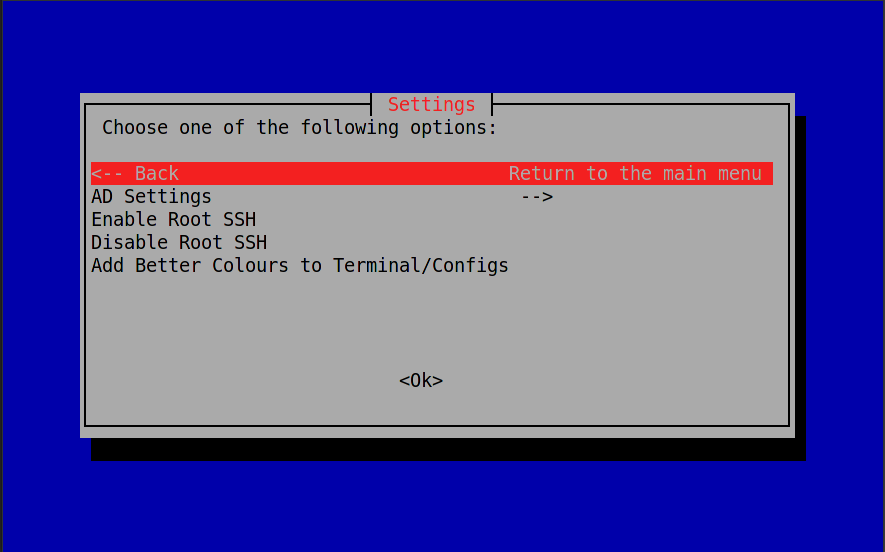 Settings
Choose one of the following options:
<-- Back Return to the main menu
AD Settings -->
Enable Root SSH
Disable Root SSH
Add Better Colours to Terminal/Configs
<Ok>